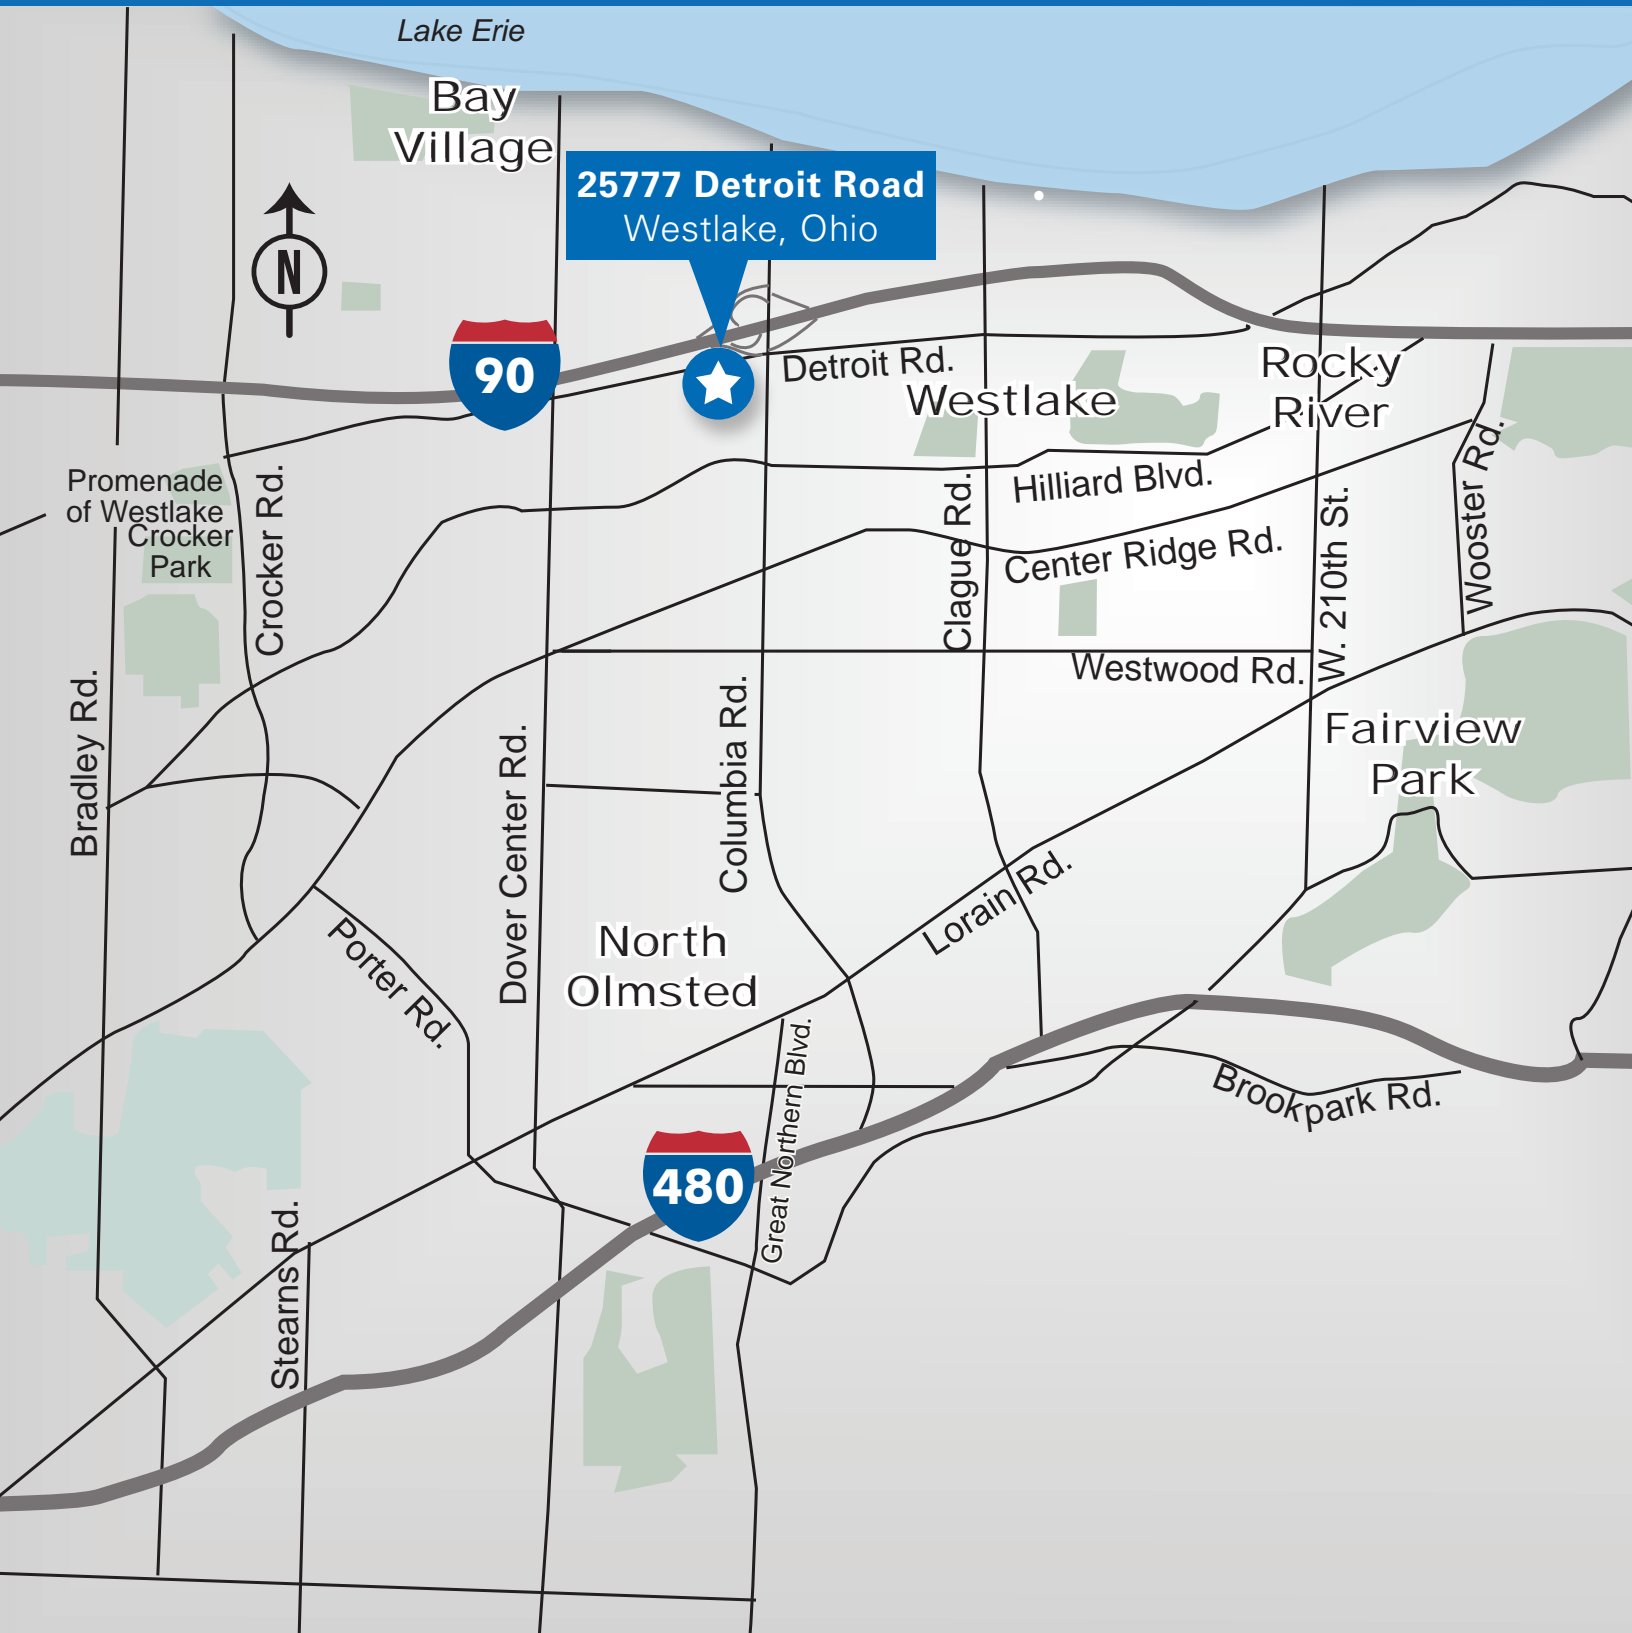 Lake Erie
Bay
Village
25777 Detroit Road
Westlake, Ohio
N
90
Detroit Rd.
Westlake
Rocky
River
Promenade
of Westlake
Crocker
Park
Crocker Rd.
Hilliard Blvd.
Center Ridge Rd.
Clague Rd.
W. 210th St.
Wooster Rd.
Westwood Rd.
Bradley Rd.
Dover Center Rd.
Columbia Rd.
Fairview
Park
Lorain Rd.
Porter Rd.
North
Olmsted
Great Northern Blvd.
Brookpark Rd.
480
Stearns Rd.